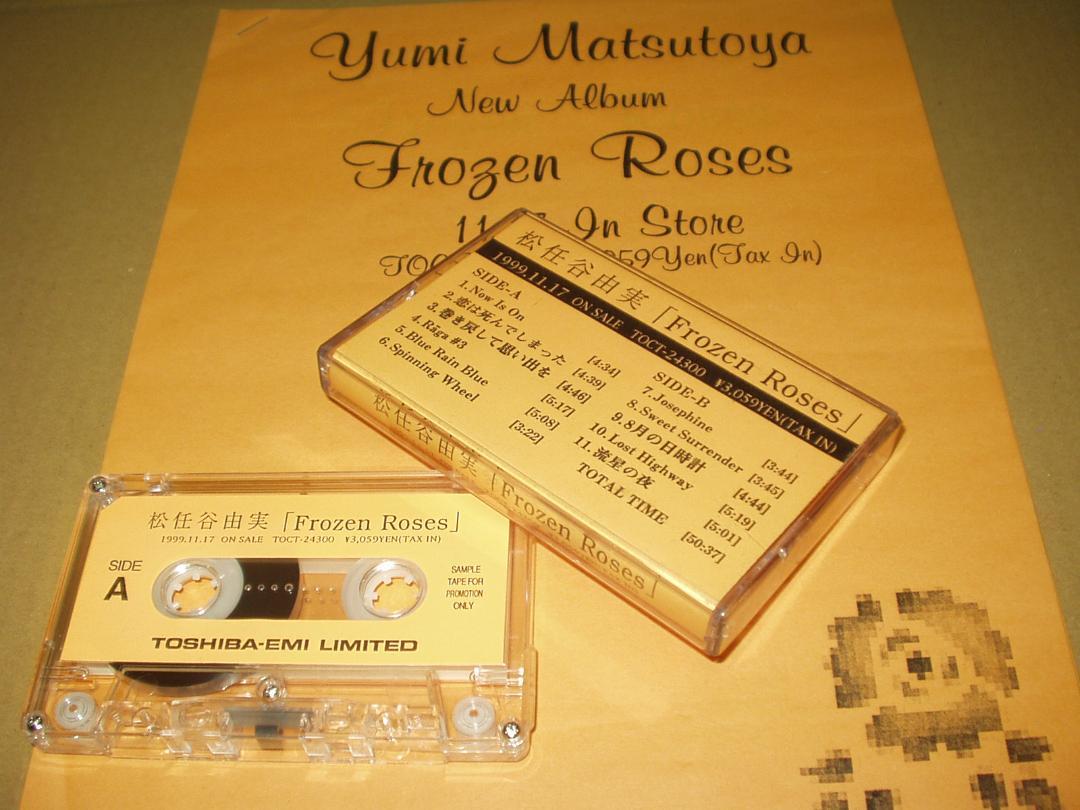 Yumi Matsutoya
New Album
Frozen Roses
11 In Store
TOC 059Yen(Tax In)
松任谷由実「Frozen Roses」
1999.11.17 ON SALE TOCT-24300 ¥3,059YEN(TAX IN)
SIDE-A
1.Now Is On [4:34]
2.恋は死んでしまった [4:39]
3.巻き戻して思い出を [4:46]
4.Rāga #3 [5:17]
5.Blue Rain Blue [5:08]
6.Spinning Wheel [3:22]
SIDE-B
7.Josephine [3:44]
8.Sweet Surrender [3:45]
9.8月の日時計 [4:44]
10.Lost Highway [5:19]
11.流星の夜 [5:01]
TOTAL TIME [50:37]
松任谷由実「Frozen Roses」
松任谷由実「Frozen Roses」
1999.11.17 ON SALE TOCT-24300 ¥3,059YEN(TAX IN)
SIDE
A
SAMPLE
TAPE FOR
PROMOTION
ONLY
TOSHIBA-EMI LIMITED